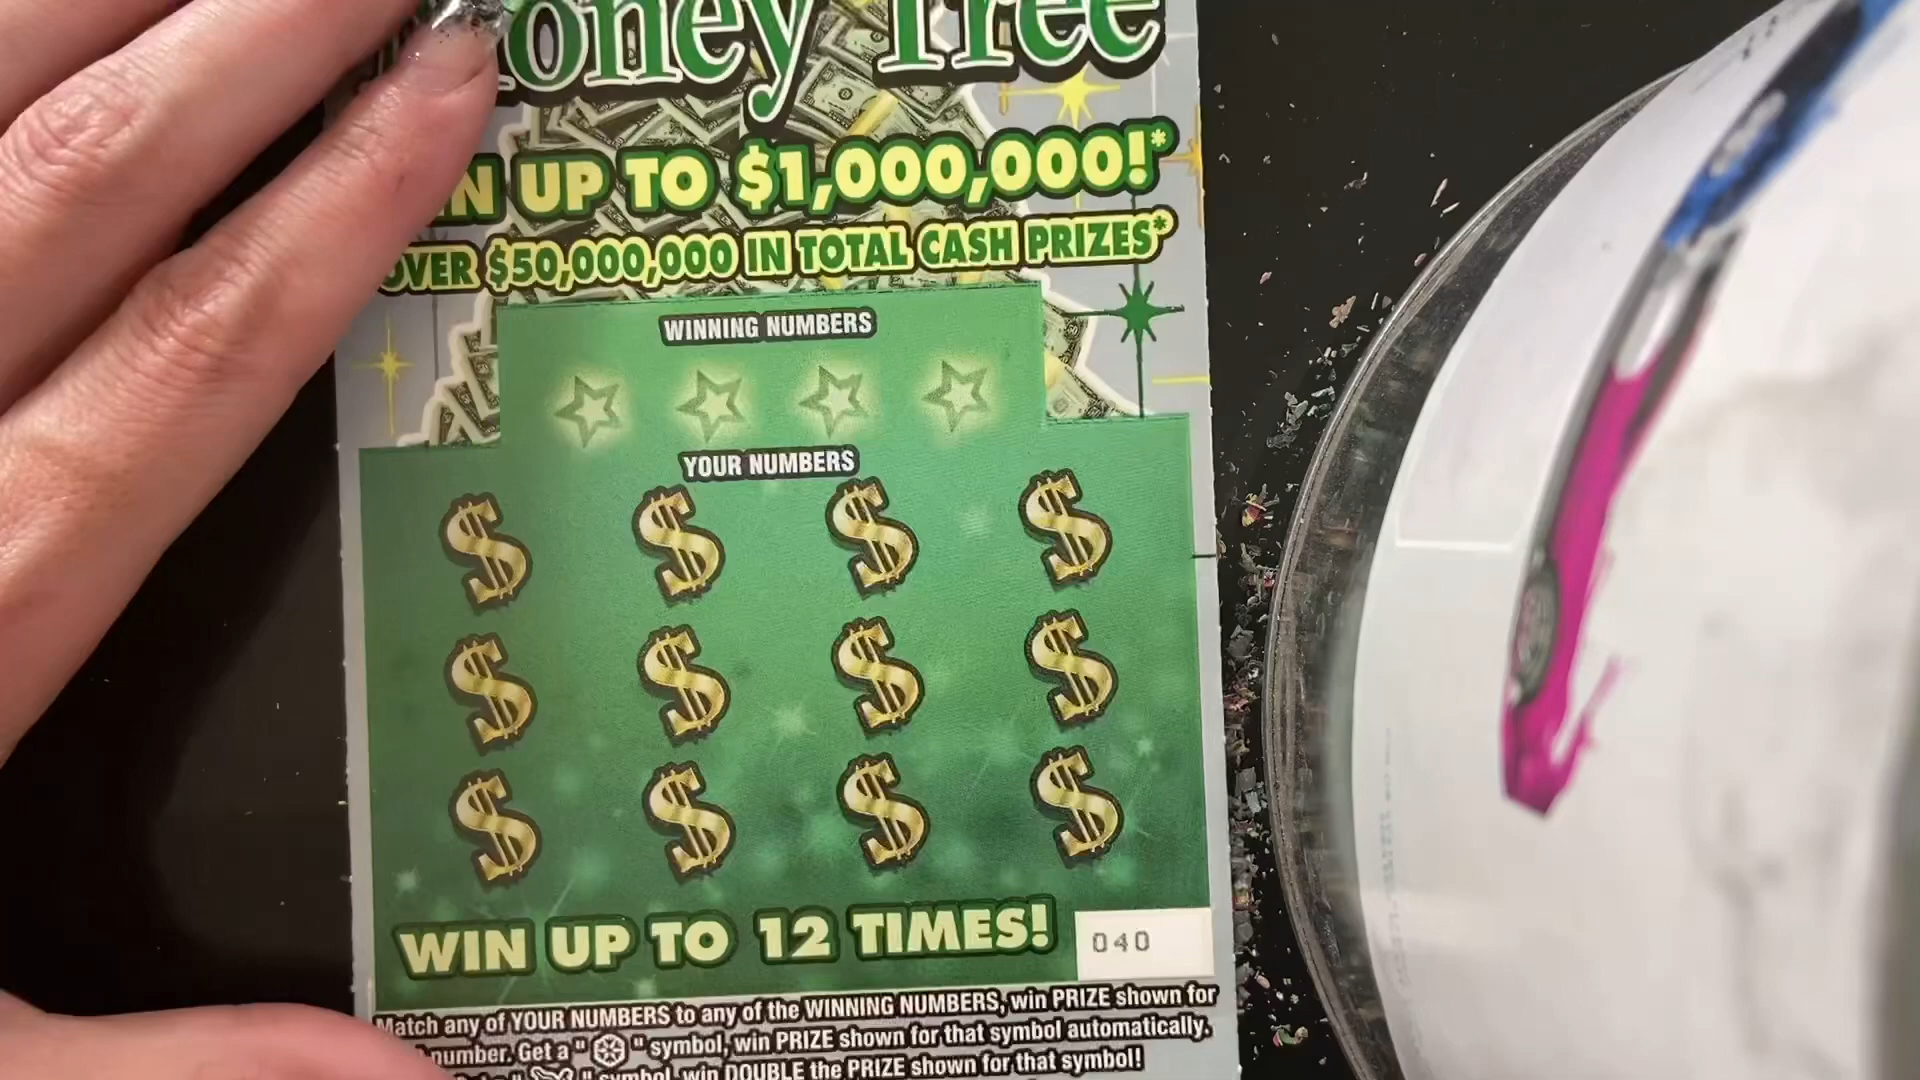 Money Tree
WIN UP TO $1,000,000!*
OVER $50,000,000 IN TOTAL CASH PRIZES*
WINNING NUMBERS
YOUR NUMBERS
WIN UP TO 12 TIMES!
040
Match any of YOUR NUMBERS to any of the WINNING NUMBERS, win PRIZE shown for
number. Get a " " symbol, win PRIZE shown for that symbol automatically.
" " symbol, win DOUBLE the PRIZE shown for that symbol!